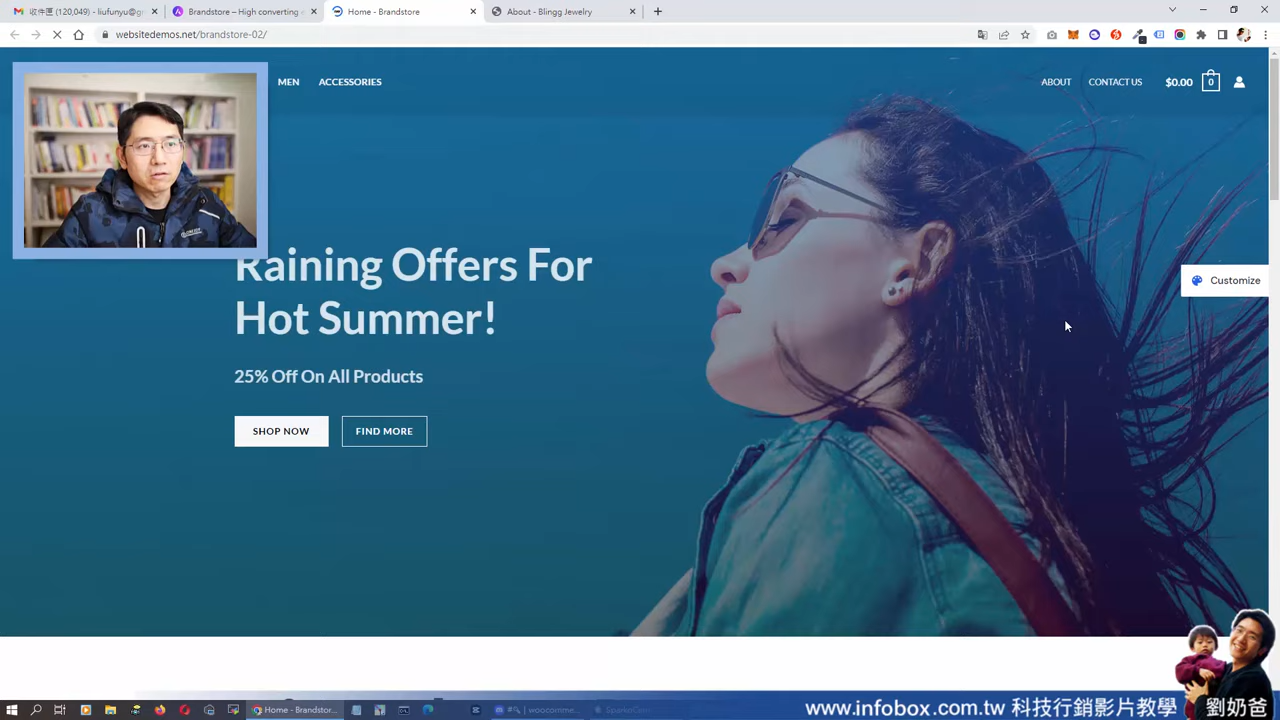 收件匣 (120,049) - liufunyu@gm
Brandstore – High converting e
Home - Brandstore
About - Blingg Jewelry
websitedemos.net/brandstore-02/
MEN
ACCESSORIES
ABOUT
CONTACT US
$0.00
0
Customize
Raining Offers For
Hot Summer!
25% Off On All Products
SHOP NOW
FIND MORE
Home - Brandstor...
www.infobox.com.tw 科技行銷影片教學
劉奶爸